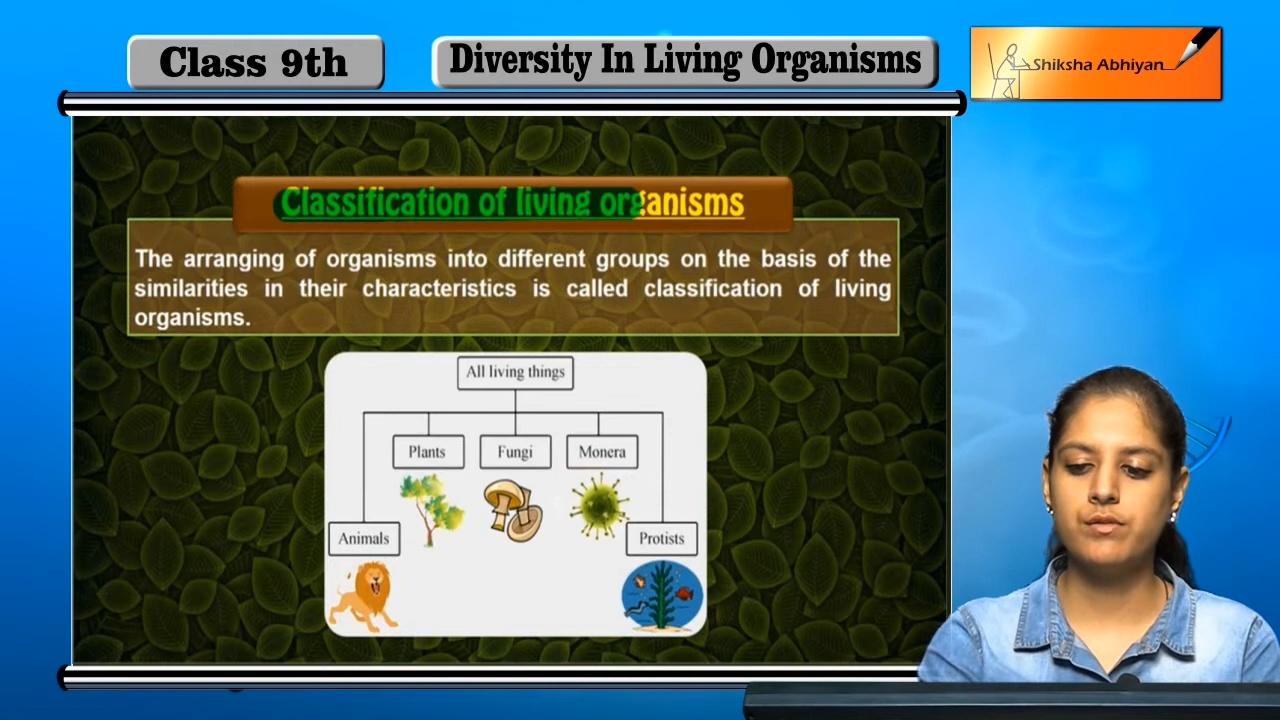 Class 9th
Diversity In Living Organisms
Shiksha Abhiyan
Classification of living organisms
The arranging of organisms into different groups on the basis of the
similarities in their characteristics is called classification of living
organisms.
All living things
Plants
Fungi
Monera
Animals
Protists